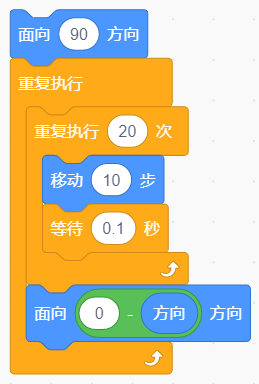 面向 90 方向
重复执行
重复执行 20 次
移动 10 步
等待 0.1 秒
面向 0 - 方向 方向